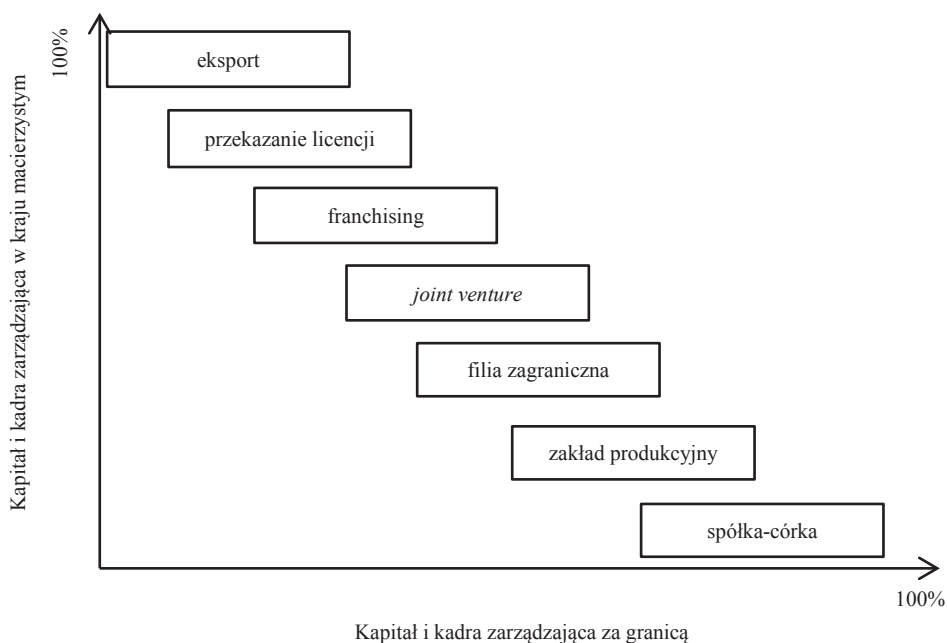 100%
Kapitał i kadra zarządzająca w kraju macierzystym
eksport
przekazanie licencji
franchising
joint venture
filia zagraniczna
zakład produkcyjny
spółka-córka
100%
Kapitał i kadra zarządzająca za granicą